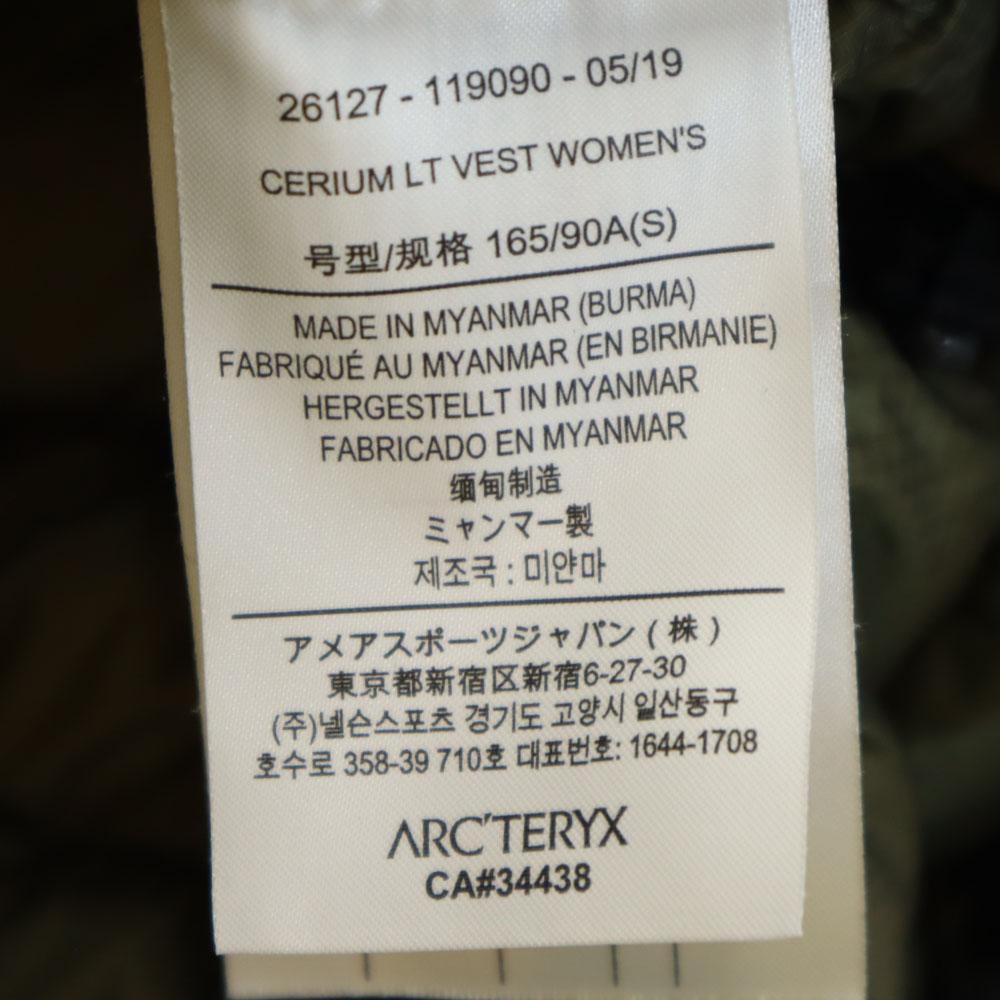 26127 - 119090 - 05/19
CERIUM LT VEST WOMEN'S
号型/规格 165/90A(S)
MADE IN MYANMAR (BURMA)
FABRIQUÉ AU MYANMAR (EN BIRMANIE)
HERGESTELLT IN MYANMAR
FABRICADO EN MYANMAR
缅甸制造
ミャンマー製
제조국 : 미얀마
アメアスポーツジャパン ( 株 )
東京都新宿区新宿6-27-30
(주)넬슨스포츠 경기도 고양시 일산동구
호수로 358-39 710호 대표번호: 1644-1708
ARC'TERYX
CA#34438